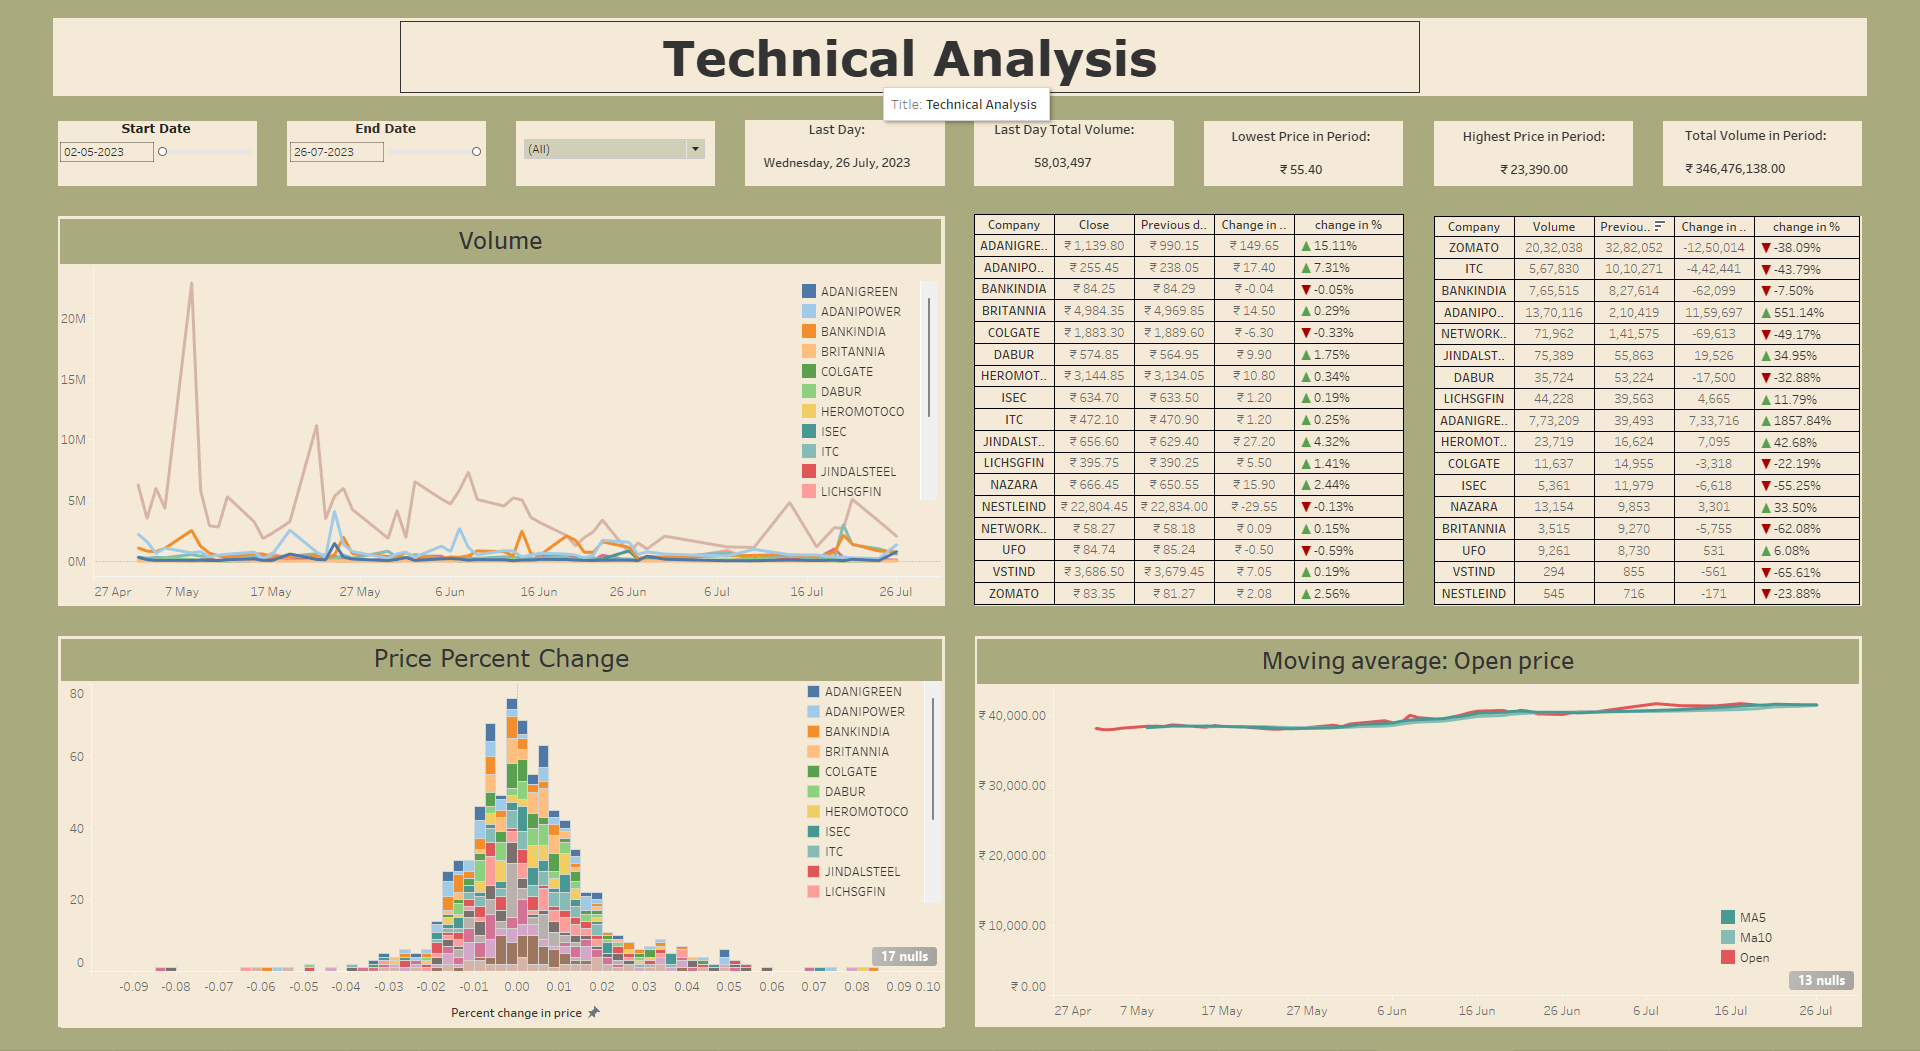 Technical Analysis
Title: Technical Analysis
Start Date
02-05-2023
End Date
26-07-2023
(All)
Last Day:
Wednesday, 26 July, 2023
Last Day Total Volume:
58,03,497
Lowest Price in Period:
₹ 55.40
Highest Price in Period:
₹ 23,390.00
Total Volume in Period:
₹ 346,476,138.00
Volume
20M
15M
10M
5M
0M
27 Apr 7 May 17 May 27 May 6 Jun 16 Jun 26 Jun 6 Jul 16 Jul 26 Jul
ADANIGREEN
ADANIPOWER
BANKINDIA
BRITANNIA
COLGATE
DABUR
HEROMOTOCO
ISEC
ITC
JINDALSTEEL
LICHSGFIN
Company Close Previous d.. Change in .. change in %
ADANIGRE.. ₹ 1,139.80 ₹ 990.15 ₹ 149.65 ▲ 15.11%
ADANIPO.. ₹ 255.45 ₹ 238.05 ₹ 17.40 ▲ 7.31%
BANKINDIA ₹ 84.25 ₹ 84.29 ₹ -0.04 ▼ -0.05%
BRITANNIA ₹ 4,984.35 ₹ 4,969.85 ₹ 14.50 ▲ 0.29%
COLGATE ₹ 1,883.30 ₹ 1,889.60 ₹ -6.30 ▼ -0.33%
DABUR ₹ 574.85 ₹ 564.95 ₹ 9.90 ▲ 1.75%
HEROMOT.. ₹ 3,144.85 ₹ 3,134.05 ₹ 10.80 ▲ 0.34%
ISEC ₹ 634.70 ₹ 633.50 ₹ 1.20 ▲ 0.19%
ITC ₹ 472.10 ₹ 470.90 ₹ 1.20 ▲ 0.25%
JINDALST.. ₹ 656.60 ₹ 629.40 ₹ 27.20 ▲ 4.32%
LICHSGFIN ₹ 395.75 ₹ 390.25 ₹ 5.50 ▲ 1.41%
NAZARA ₹ 666.45 ₹ 650.55 ₹ 15.90 ▲ 2.44%
NESTLEIND ₹ 22,804.45 ₹ 22,834.00 ₹ -29.55 ▼ -0.13%
NETWORK.. ₹ 58.27 ₹ 58.18 ₹ 0.09 ▲ 0.15%
UFO ₹ 84.74 ₹ 85.24 ₹ -0.50 ▼ -0.59%
VSTIND ₹ 3,686.50 ₹ 3,679.45 ₹ 7.05 ▲ 0.19%
ZOMATO ₹ 83.35 ₹ 81.27 ₹ 2.08 ▲ 2.56%
Company Volume Previou.. Change in .. change in %
ZOMATO 20,32,038 32,82,052 -12,50,014 ▼ -38.09%
ITC 5,67,830 10,10,271 -4,42,441 ▼ -43.79%
BANKINDIA 7,65,515 8,27,614 -62,099 ▼ -7.50%
ADANIPO.. 13,70,116 2,10,419 11,59,697 ▲ 551.14%
NETWORK.. 71,962 1,41,575 -69,613 ▼ -49.17%
JINDALST.. 75,389 55,863 19,526 ▲ 34.95%
DABUR 35,724 53,224 -17,500 ▼ -32.88%
LICHSGFIN 44,228 39,563 4,665 ▲ 11.79%
ADANIGRE.. 7,73,209 39,493 7,33,716 ▲ 1857.84%
HEROMOT.. 23,719 16,624 7,095 ▲ 42.68%
COLGATE 11,637 14,955 -3,318 ▼ -22.19%
ISEC 5,361 11,979 -6,618 ▼ -55.25%
NAZARA 13,154 9,853 3,301 ▲ 33.50%
BRITANNIA 3,515 9,270 -5,755 ▼ -62.08%
UFO 9,261 8,730 531 ▲ 6.08%
VSTIND 294 855 -561 ▼ -65.61%
NESTLEIND 545 716 -171 ▼ -23.88%
Price Percent Change
80
60
40
20
0
-0.09 -0.08 -0.07 -0.06 -0.05 -0.04 -0.03 -0.02 -0.01 0.00 0.01 0.02 0.03 0.04 0.05 0.06 0.07 0.08 0.09 0.10
Percent change in price
ADANIGREEN
ADANIPOWER
BANKINDIA
BRITANNIA
COLGATE
DABUR
HEROMOTOCO
ISEC
ITC
JINDALSTEEL
LICHSGFIN
17 nulls
Moving average: Open price
₹ 40,000.00
₹ 30,000.00
₹ 20,000.00
₹ 10,000.00
₹ 0.00
27 Apr 7 May 17 May 27 May 6 Jun 16 Jun 26 Jun 6 Jul 16 Jul 26 Jul
MA5
Ma10
Open
13 nulls